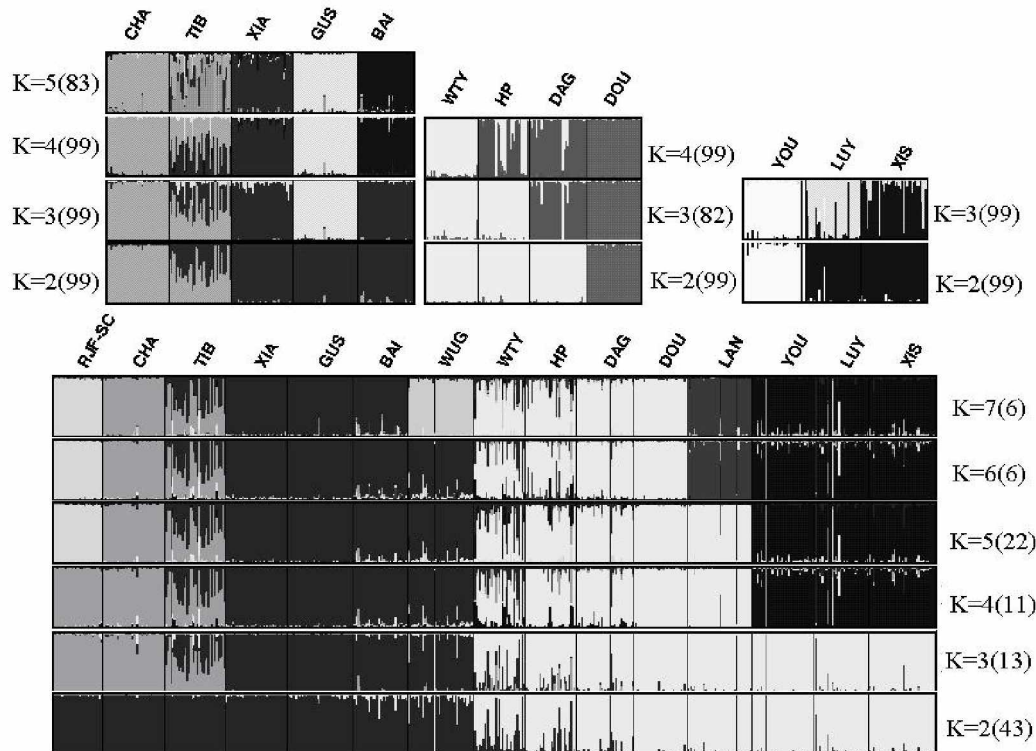 CHA TIB XIA GUS BAI
K=5(83)
K=4(99)
K=3(99)
K=2(99)
WTY HP DAG DOU
K=4(99)
K=3(82)
K=2(99)
YOU LUY XIS
K=3(99)
K=2(99)
RJF-SC CHA TIB XIA GUS BAI WUG WTY HP DAG DOU LAN YOU LUY XIS
K=7(6)
K=6(6)
K=5(22)
K=4(11)
K=3(13)
K=2(43)